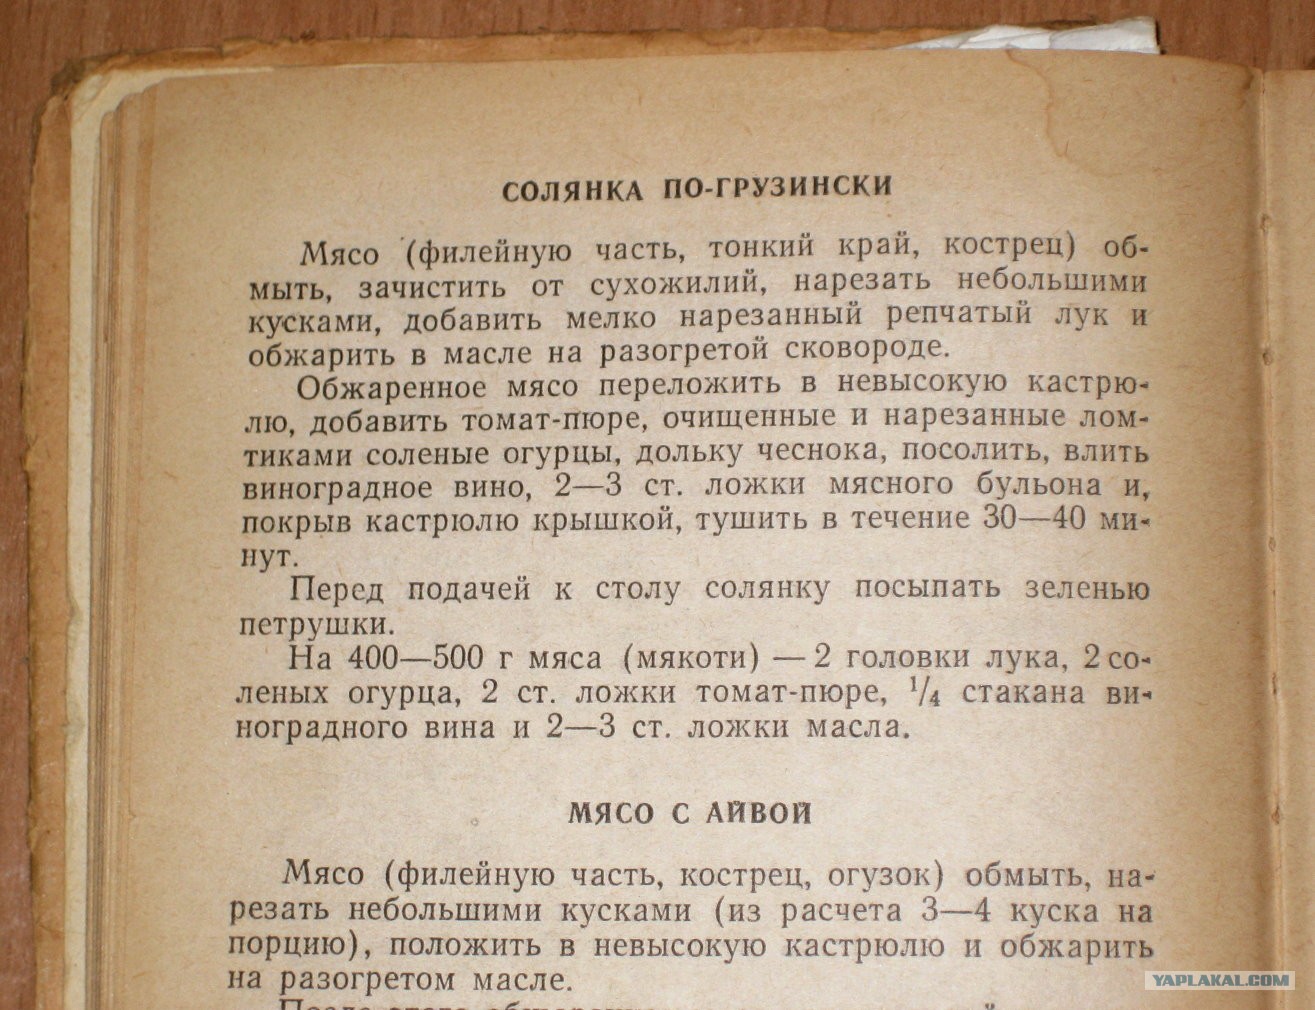 СОЛЯНКА ПО-ГРУЗИНСКИ
Мясо (филейную часть, тонкий край, кострец) об-
мыть, зачистить от сухожилий, нарезать небольшими
кусками, добавить мелко нарезанный репчатый лук и
обжарить в масле на разогретой сковороде.
Обжаренное мясо переложить в невысокую кастрю-
лю, добавить томат-пюре, очищенные и нарезанные лом-
тиками соленые огурцы, дольку чеснока, посолить, влить
виноградное вино, 2—3 ст. ложки мясного бульона и,
покрыв кастрюлю крышкой, тушить в течение 30—40 ми-
нут.
Перед подачей к столу солянку посыпать зеленью
петрушки.
На 400—500 г мяса (мякоти) — 2 головки лука, 2 со-
леных огурца, 2 ст. ложки томат-пюре, 1/4 стакана ви-
ноградного вина и 2—3 ст. ложки масла.
МЯСО С АЙВОЙ
Мясо (филейную часть, кострец, огузок) обмыть, на-
резать небольшими кусками (из расчета 3—4 куска на
порцию), положить в невысокую кастрюлю и обжарить
на разогретом масле.
После этого
YAPLAKAL.COM